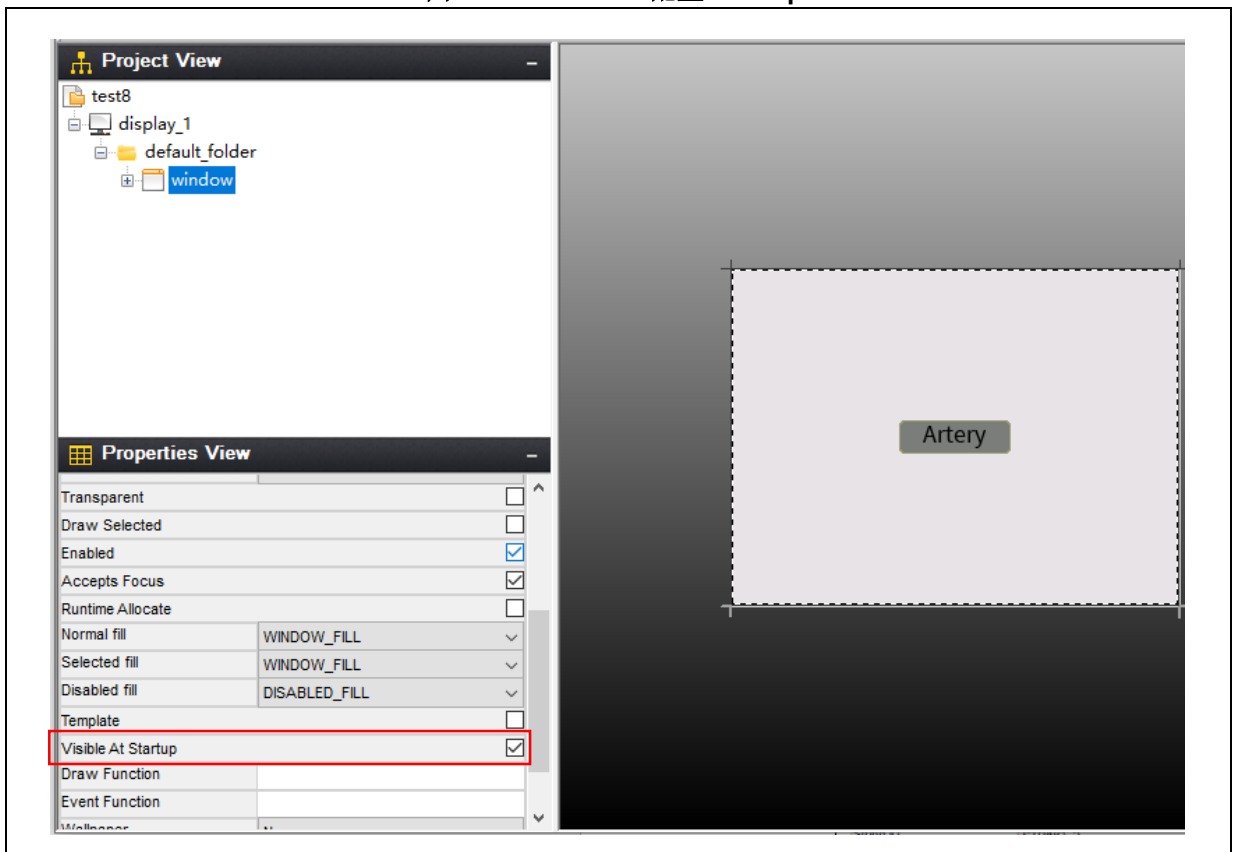 Project View
test8
display_1
default_folder
window
Artery
Properties View
Transparent
Draw Selected
Enabled
Accepts Focus
Runtime Allocate
Normal fill WINDOW_FILL
Selected fill WINDOW_FILL
Disabled fill DISABLED_FILL
Template
Visible At Startup
Draw Function
Event Function